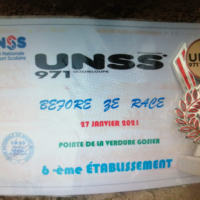 UNSS
UNSS
971 GUADELOUPE
BEFORE ZE RACE
27 JANVIER 2021
POINTE DE LA VERDURE GOSIER
6 -ème ÉTABLISSEMENT